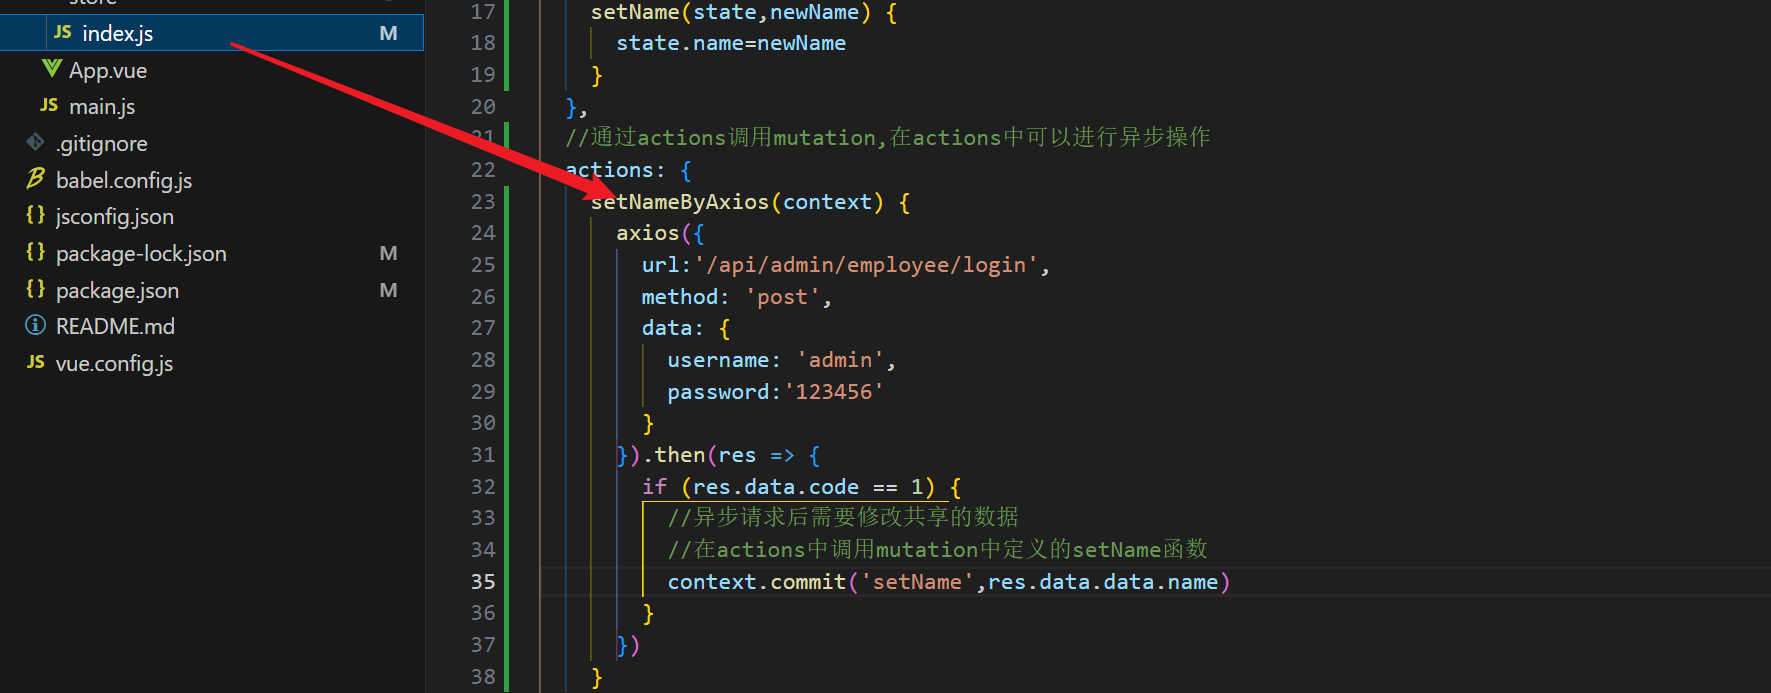 store
JS index.js M
App.vue
JS main.js
.gitignore
babel.config.js
{} jsconfig.json
{} package-lock.json M
{} package.json M
README.md
JS vue.config.js
17 setName(state,newName) {
18 state.name=newName
19 }
20 },
21 //通过actions调用mutation,在actions中可以进行异步操作
22 actions: {
23 setNameByAxios(context) {
24 axios({
25 url:'/api/admin/employee/login',
26 method: 'post',
27 data: {
28 username: 'admin',
29 password:'123456'
30 }
31 }).then(res => {
32 if (res.data.code == 1) {
33 //异步请求后需要修改共享的数据
34 //在actions中调用mutation中定义的setName函数
35 context.commit('setName',res.data.data.name)
36 }
37 })
38 }